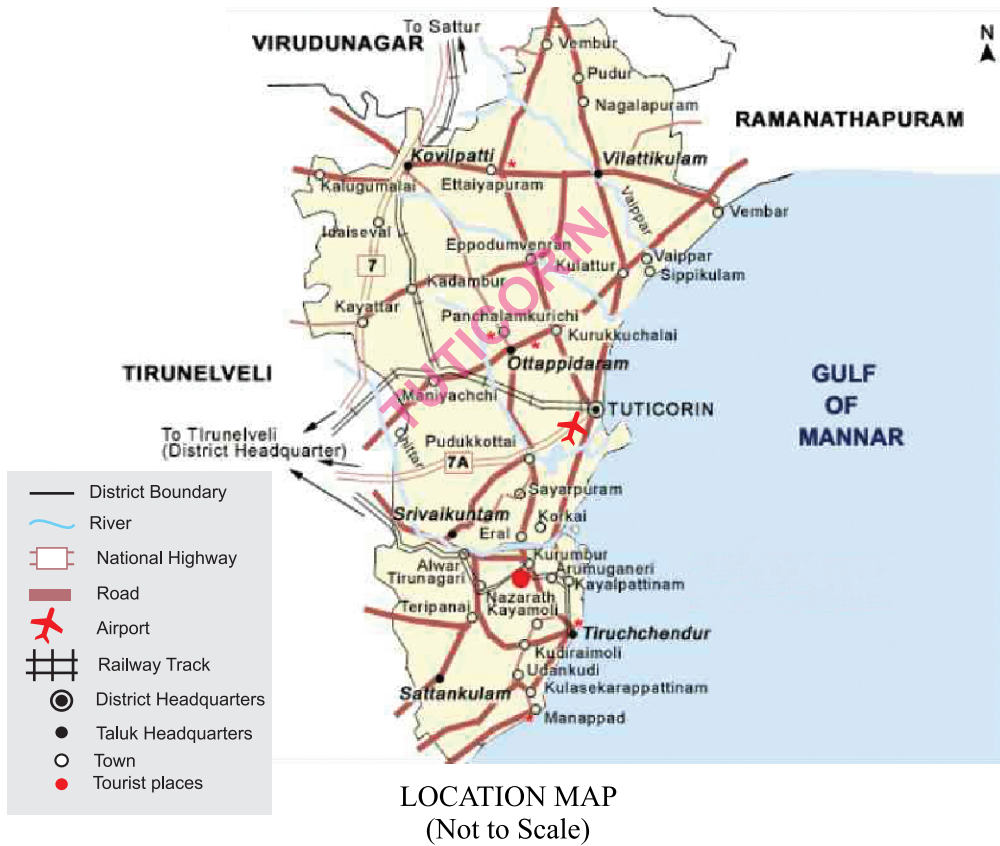 To Sattur
VIRUDUNAGAR
N
Vembur
Pudur
Nagalapuram
RAMANATHAPURAM
Kovilpatti
Vilattikulam
Kalugumalai
Ettaiyapuram
Vaippar
Vembar
Idaiseval
Eppodumvenran
Vaippar
7
Kulattur
Sippikulam
Kadambur
Kayattar
Panchalamkurichi
Kurukkuchalai
TUTICORIN
Ottappidaram
TIRUNELVELI
GULF
OF
MANNAR
Maniyachchi
TUTICORIN
To Tirunelveli
(District Headquarter)
Chittar
Pudukkottai
7A
Sayarpuram
Srivaikuntam
Korkai
Eral
Kurumbur
Alwar
Tirunagari
Arumuganeri
Kayalpattinam
Nazarath
Teripanai
Kayamoli
Tiruchchendur
Kudiraimoli
Udankudi
Sattankulam
Kulasekarappattinam
Manappad
District Boundary
River
National Highway
Road
Airport
Railway Track
District Headquarters
Taluk Headquarters
Town
Tourist places
LOCATION MAP
(Not to Scale)